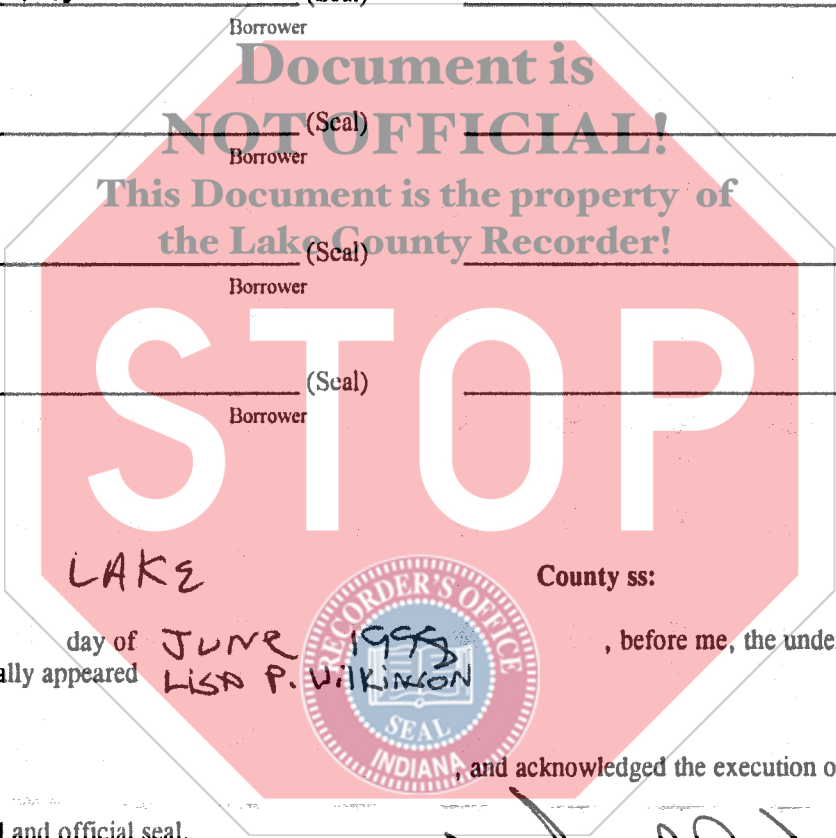 (Seal)
Borrower
Document is
NOT OFFICIAL!
(Seal)
Borrower
This Document is the property of
the Lake County Recorder!
(Seal)
Borrower
STOP
(Seal)
Borrower
LAKE County ss:
RECORDER'S OFFICE
day of JUNE 1998, before me, the unde
ally appeared LISA P. WILKINSON
SEAL
INDIANA
, and acknowledged the execution o
l and official seal.